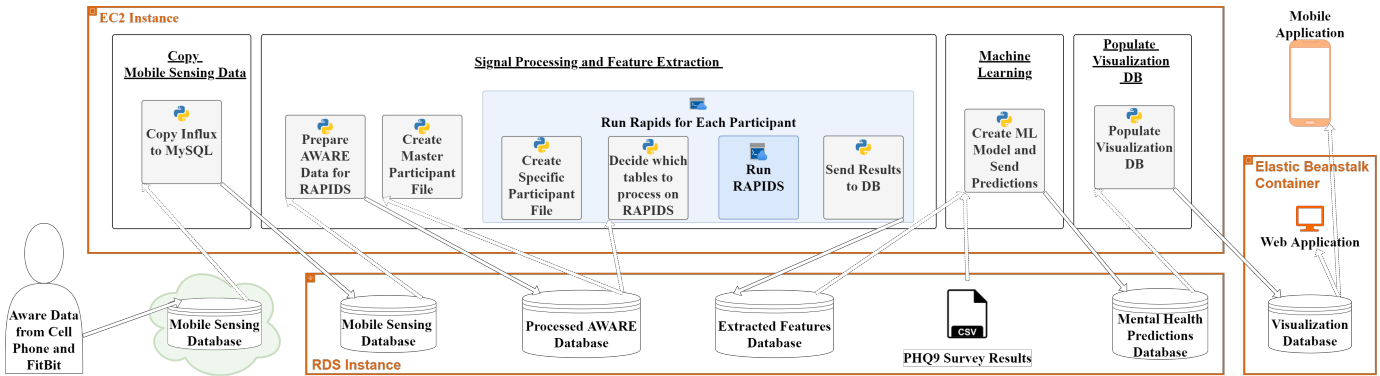 EC2 Instance
Copy
Mobile Sensing Data
Copy Influx
to MySQL
Signal Processing and Feature Extraction
Prepare
AWARE
Data for
RAPIDS
Create
Master
Participant
File
Run Rapids for Each Participant
Create
Specific
Participant
File
Decide which
tables to
process on
RAPIDS
Run
RAPIDS
Send Results
to DB
Machine
Learning
Create ML
Model and
Send
Predictions
Populate
Visualization
DB
Populate
Visualization
DB
Mobile
Application
Elastic Beanstalk
Container
Web Application
Visualization
Database
Aware Data
from Cell
Phone and
FitBit
Mobile Sensing
Database
RDS Instance
Mobile Sensing
Database
Processed AWARE
Database
Extracted Features
Database
CSV
PHQ9 Survey Results
Mental Health
Predictions
Database